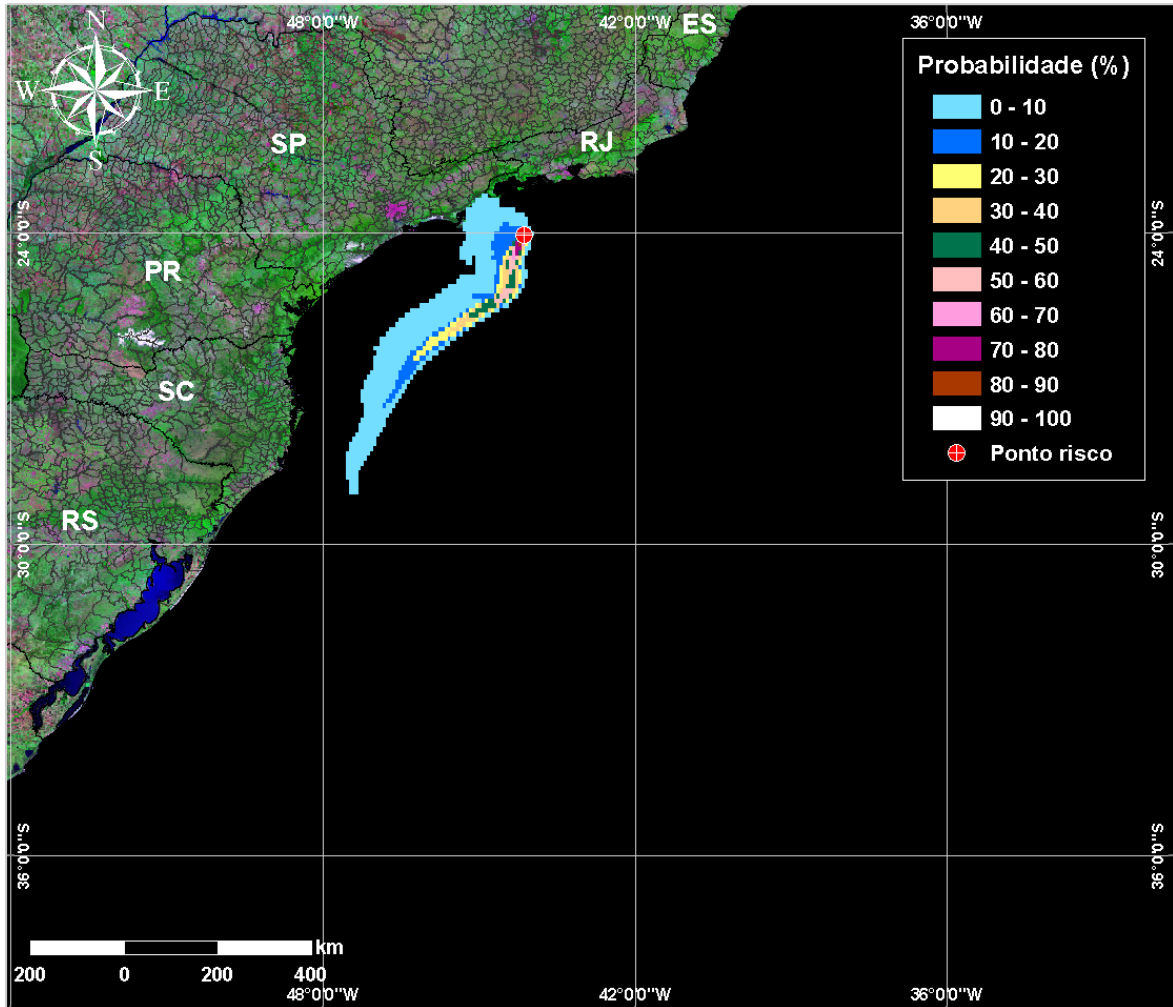 48°0'0"W 42°0'0"W 36°0'0"W
N
W E
S
ES
SP
RJ
PR
SC
RS
Probabilidade (%)
0 - 10
10 - 20
20 - 30
30 - 40
40 - 50
50 - 60
60 - 70
70 - 80
80 - 90
90 - 100
Ponto risco
24°0'0"S 24°0'0"S
30°0'0"S 30°0'0"S
36°0'0"S 36°0'0"S
km
200 0 200 400
48°0'0"W 42°0'0"W 36°0'0"W